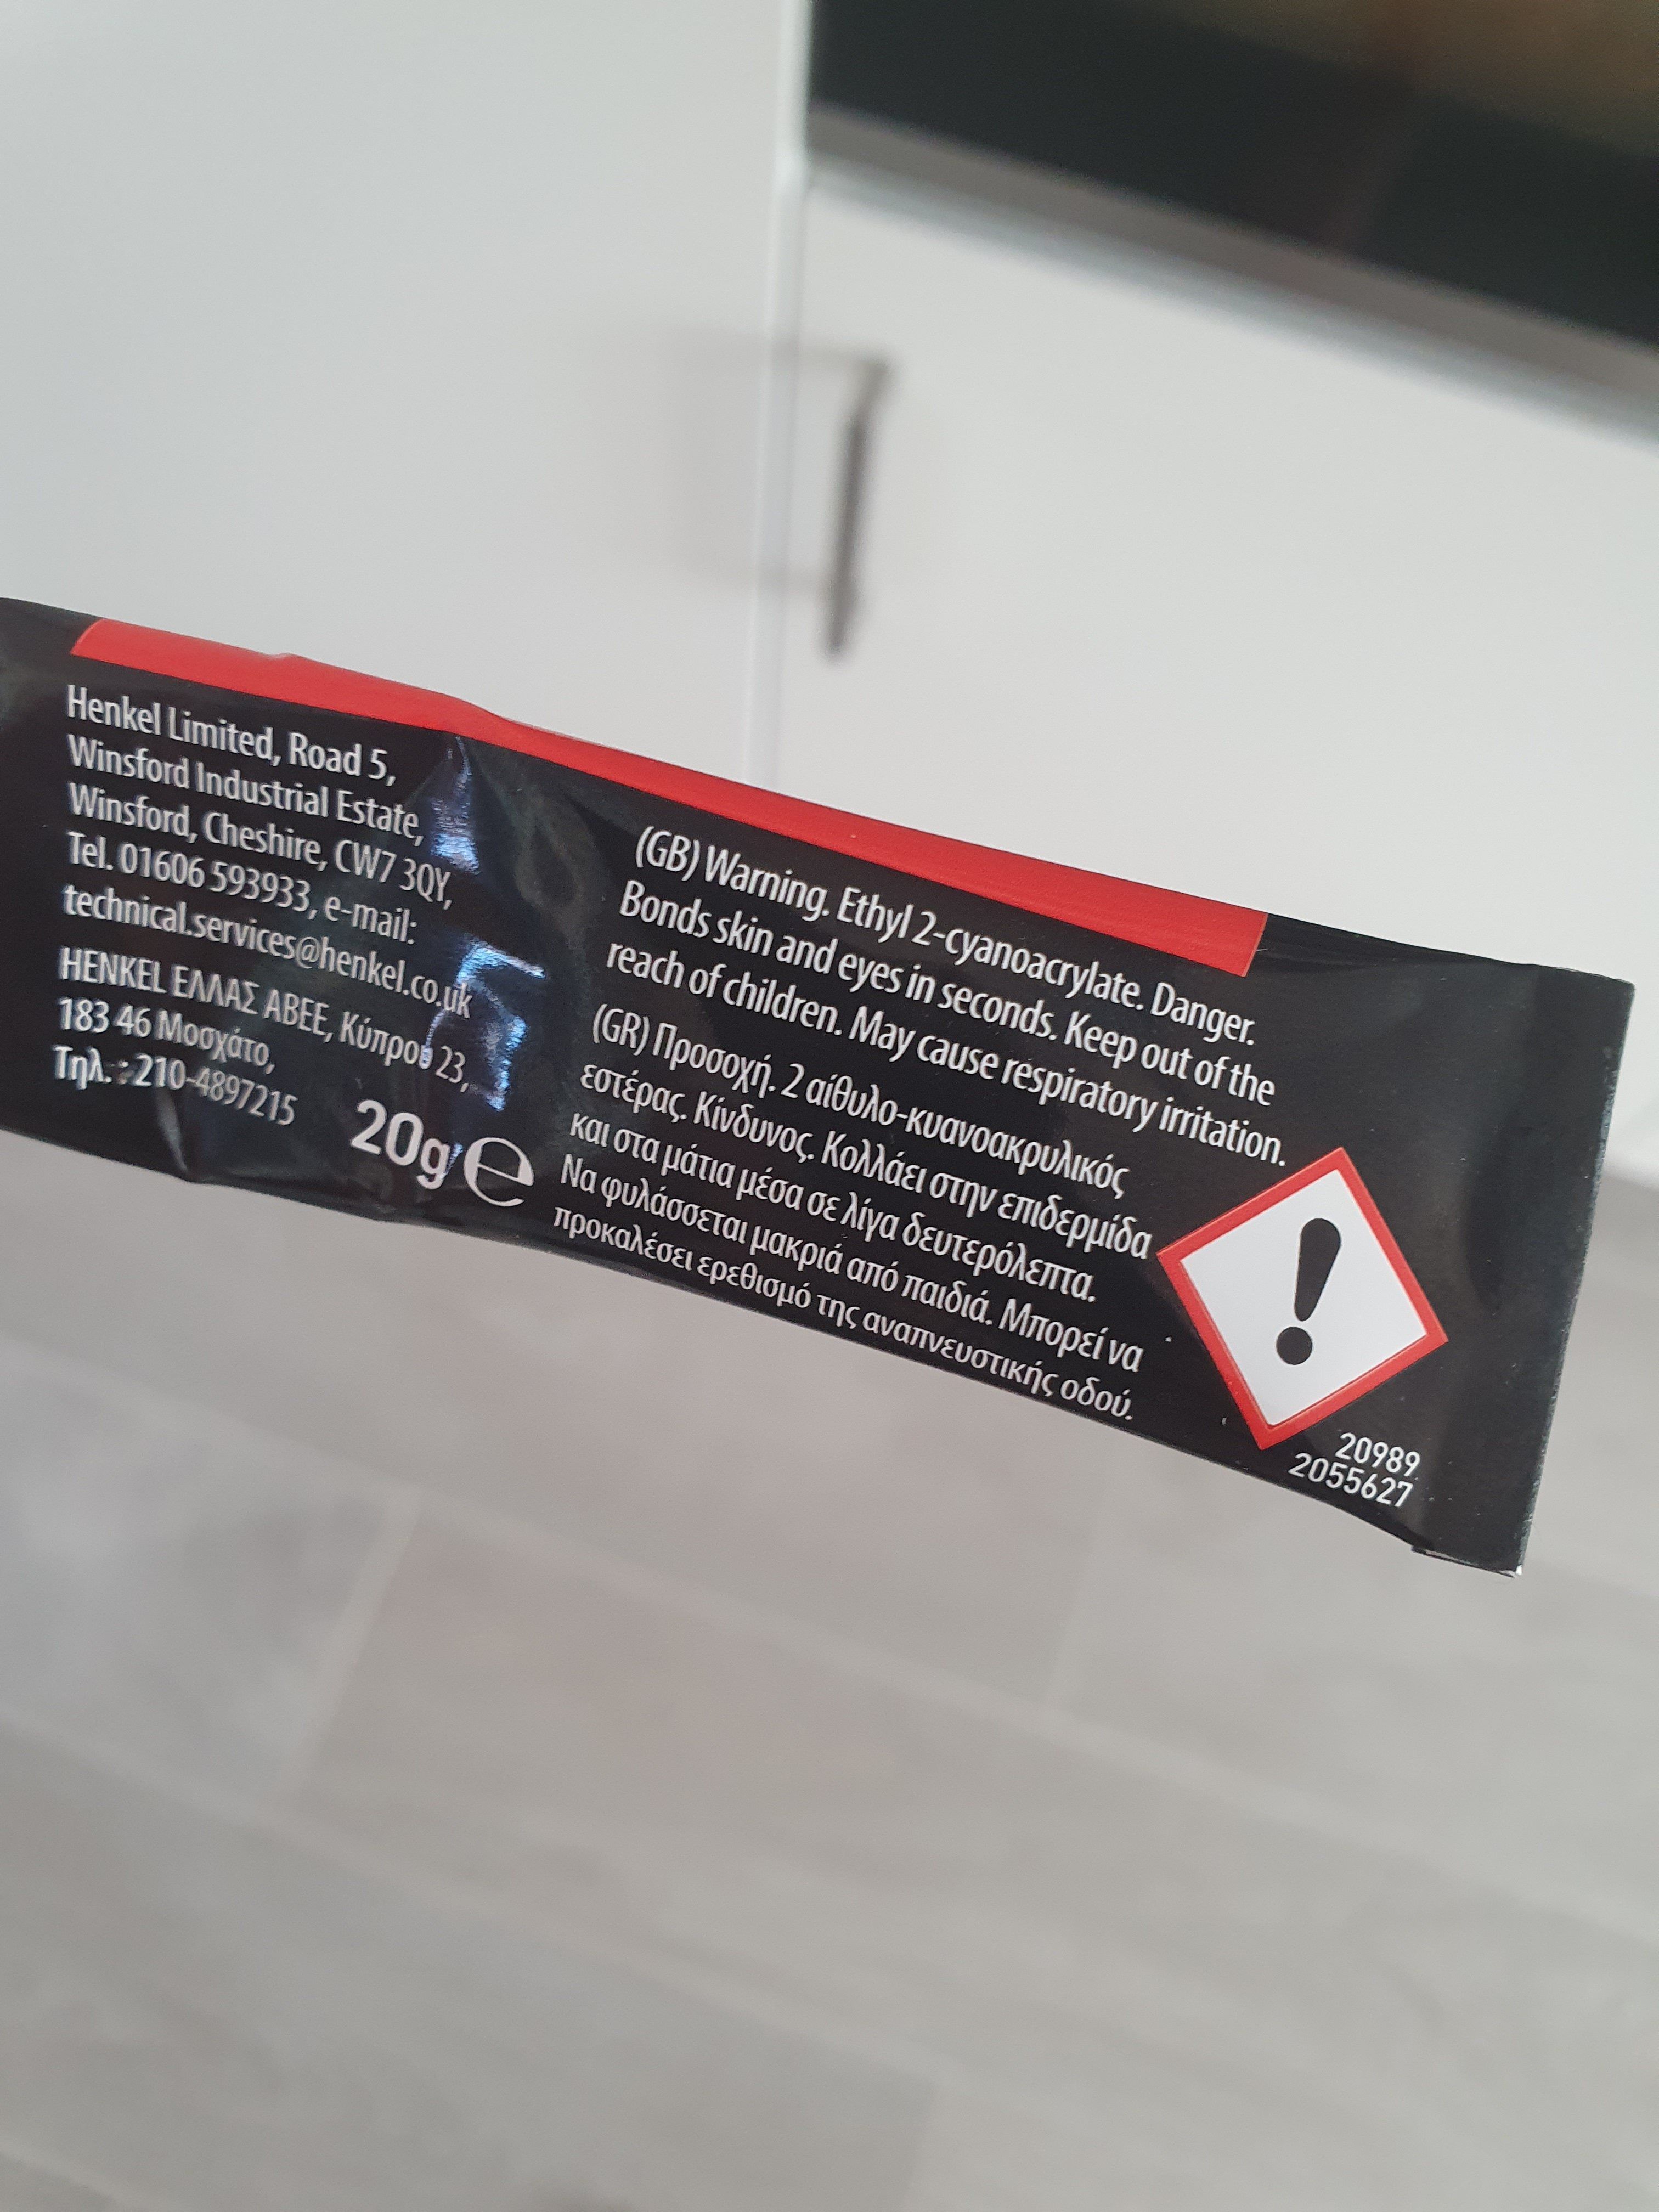 Henkel Limited, Road 5,
Winsford Industrial Estate,
Winsford, Cheshire, CW7 3QY,
Tel. 01606 593933, e-mail:
technical.services@henkel.co.uk
HENKEL ΕΛΛΑΣ ΑΒΕΕ, Κύπρου 23,
183 46 Μοσχάτο,
Τηλ.: 210-4897215
20g ℮
(GB) Warning. Ethyl 2-cyanoacrylate. Danger.
Bonds skin and eyes in seconds. Keep out of the
reach of children. May cause respiratory irritation.
(GR) Προσοχή. 2 αίθυλο-κυανοακρυλικός
εστέρας. Κίνδυνος. Κολλάει στην επιδερμίδα
και στα μάτια μέσα σε λίγα δευτερόλεπτα.
Να φυλάσσεται μακριά από παιδιά. Μπορεί να
προκαλέσει ερεθισμό της αναπνευστικής οδού.
20989
2055627